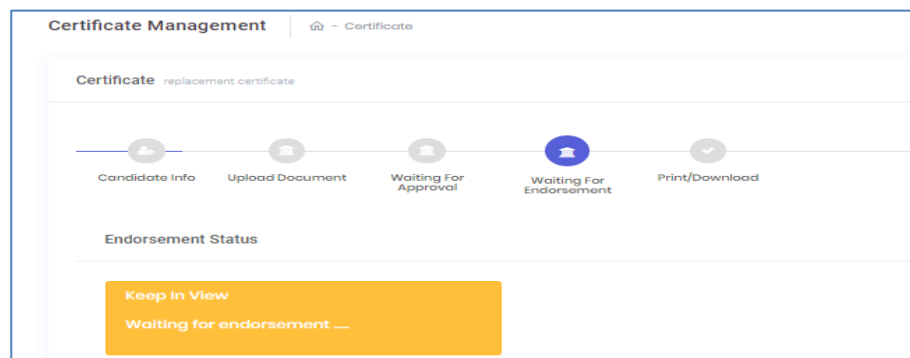 Certificate Management
- Certificate
Certificate replacement certificate
Candidate Info
Upload Document
Waiting For
Approval
Waiting For
Endorsement
Print/Download
Endorsement Status
Keep In View
Waiting for endorsement ....